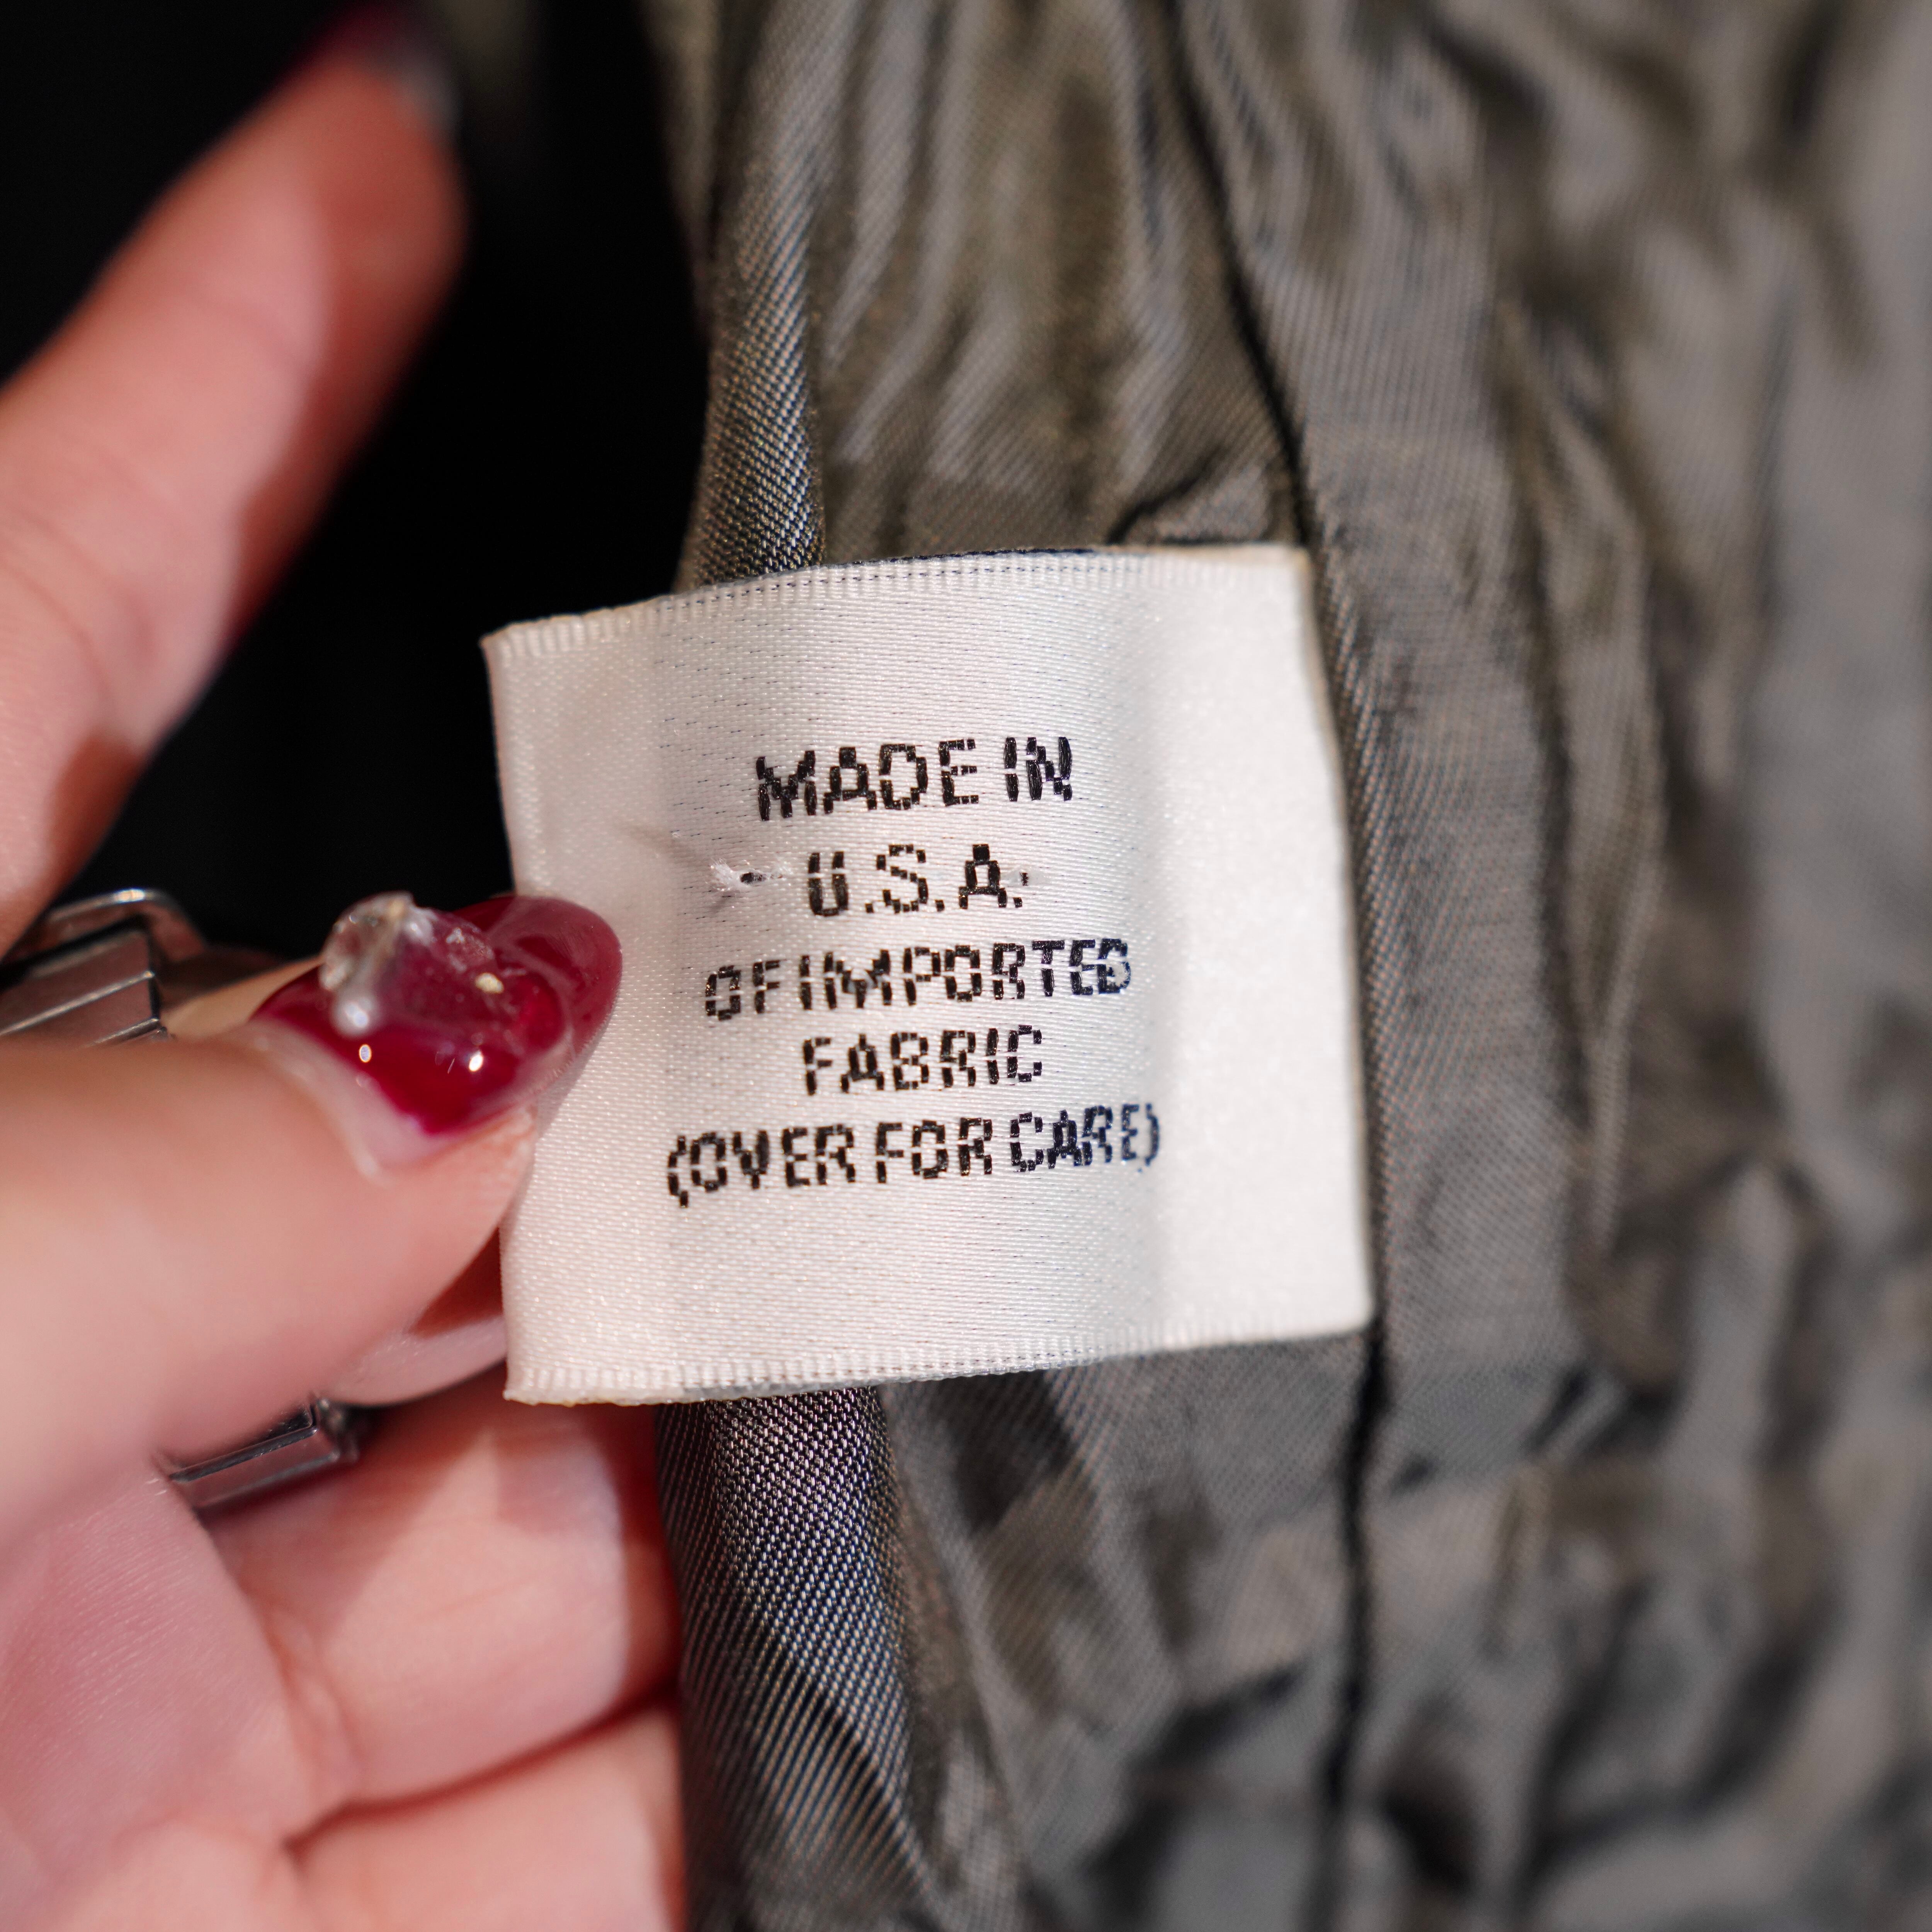 MADE IN
U.S.A.
OF IMPORTED
FABRIC
(OVER FOR CARE)